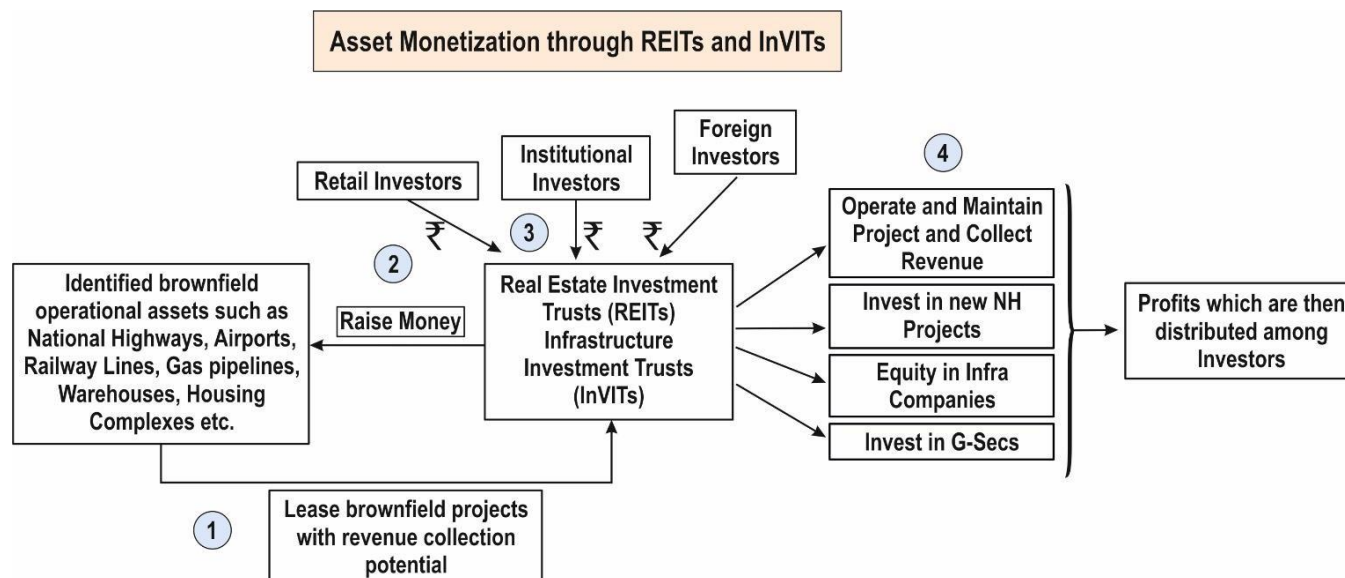 Asset Monetization through REITs and InVITs
Retail Investors
Institutional
Investors
Foreign
Investors
4
₹
3
₹
₹
2
Raise Money
Identified brownfield
operational assets such as
National Highways, Airports,
Railway Lines, Gas pipelines,
Warehouses, Housing
Complexes etc.
Real Estate Investment
Trusts (REITs)
Infrastructure
Investment Trusts
(InVITs)
Operate and Maintain
Project and Collect
Revenue
Invest in new NH
Projects
Equity in Infra
Companies
Invest in G-Secs
Profits which are then
distributed among
Investors
1
Lease brownfield projects
with revenue collection
potential